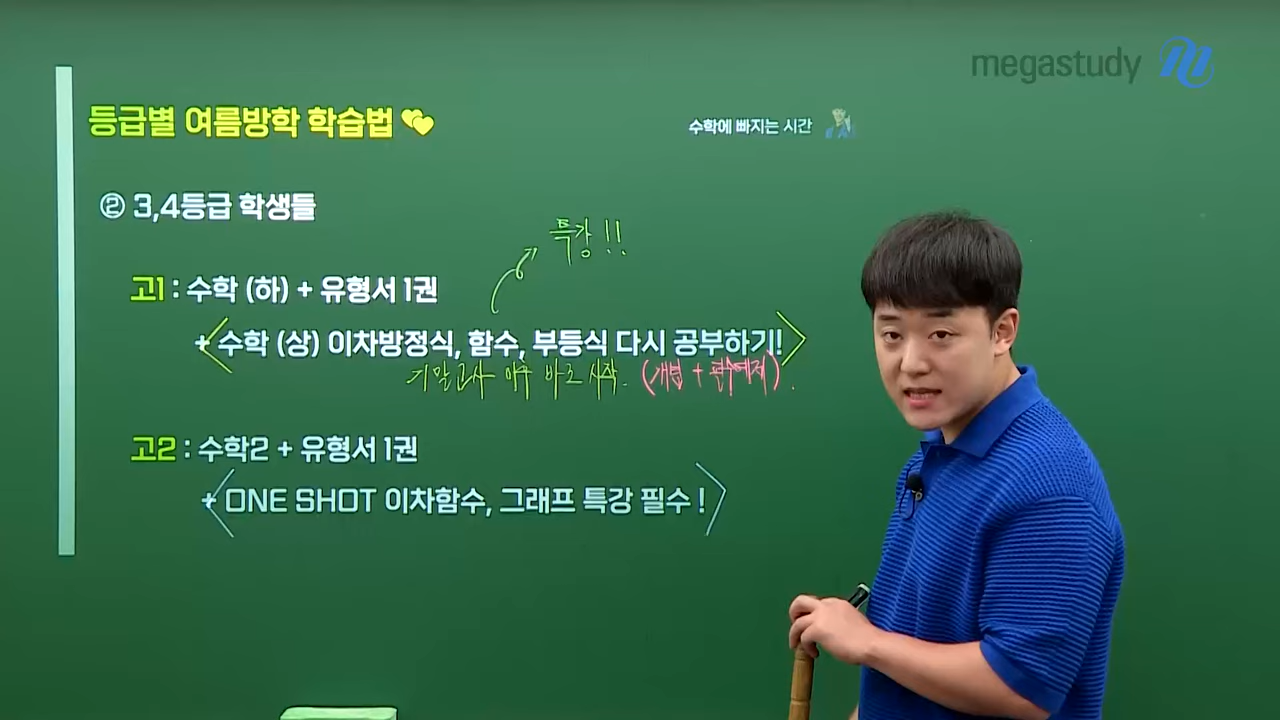 megastudy
등급별 여름방학 학습법
수학에 빠지는 시간
② 3,4등급 학생들
특강 !!
고1 : 수학 (하) + 유형서 1권
+ 수학 (상) 이차방정식, 함수, 부등식 다시 공부하기!
기말고사 이후 바로 시작. (개념 + 필수예제).
고2 : 수학2 + 유형서 1권
+ ONE SHOT 이차함수, 그래프 특강 필수 !